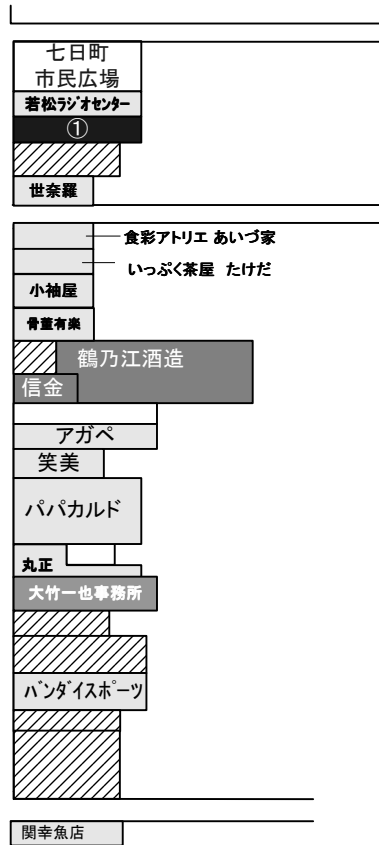 七日町
市民広場
若松ﾗｼﾞｵｾﾝﾀｰ
①
世奈羅
食彩アトリエ あいづ家
いっぷく茶屋 たけだ
小袖屋
骨董有楽
鶴乃江酒造
信金
アガペ
笑美
パパカルド
丸正
大竹一也事務所
ﾊﾞﾝﾀﾞｲｽﾎﾟｰﾂ
関幸魚店